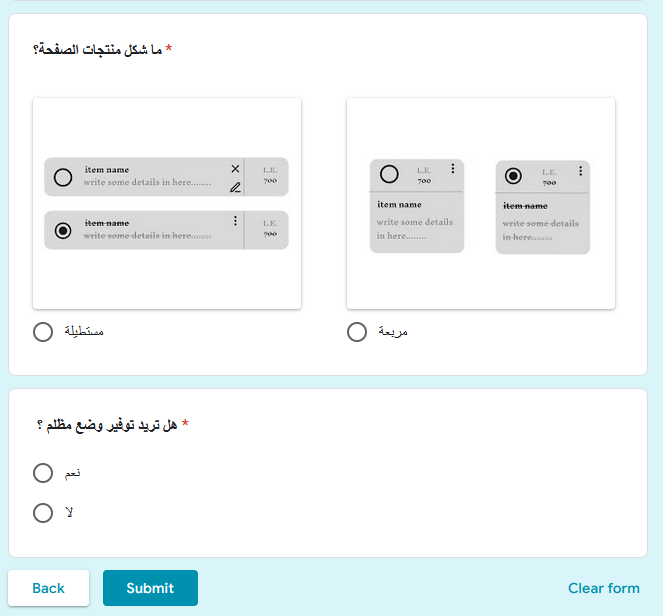 ما شكل منتجات الصفحة؟ *
item name
L.E.
write some details in here........
700
item name
L.E.
write some details in here........
700
مستطيلة
L.E.
700
item name
write some details
in here........
L.E.
700
item name
write some details
in here........
مربعة
هل تريد توفير وضع مظلم ؟ *
نعم
لا
Back
Submit
Clear form